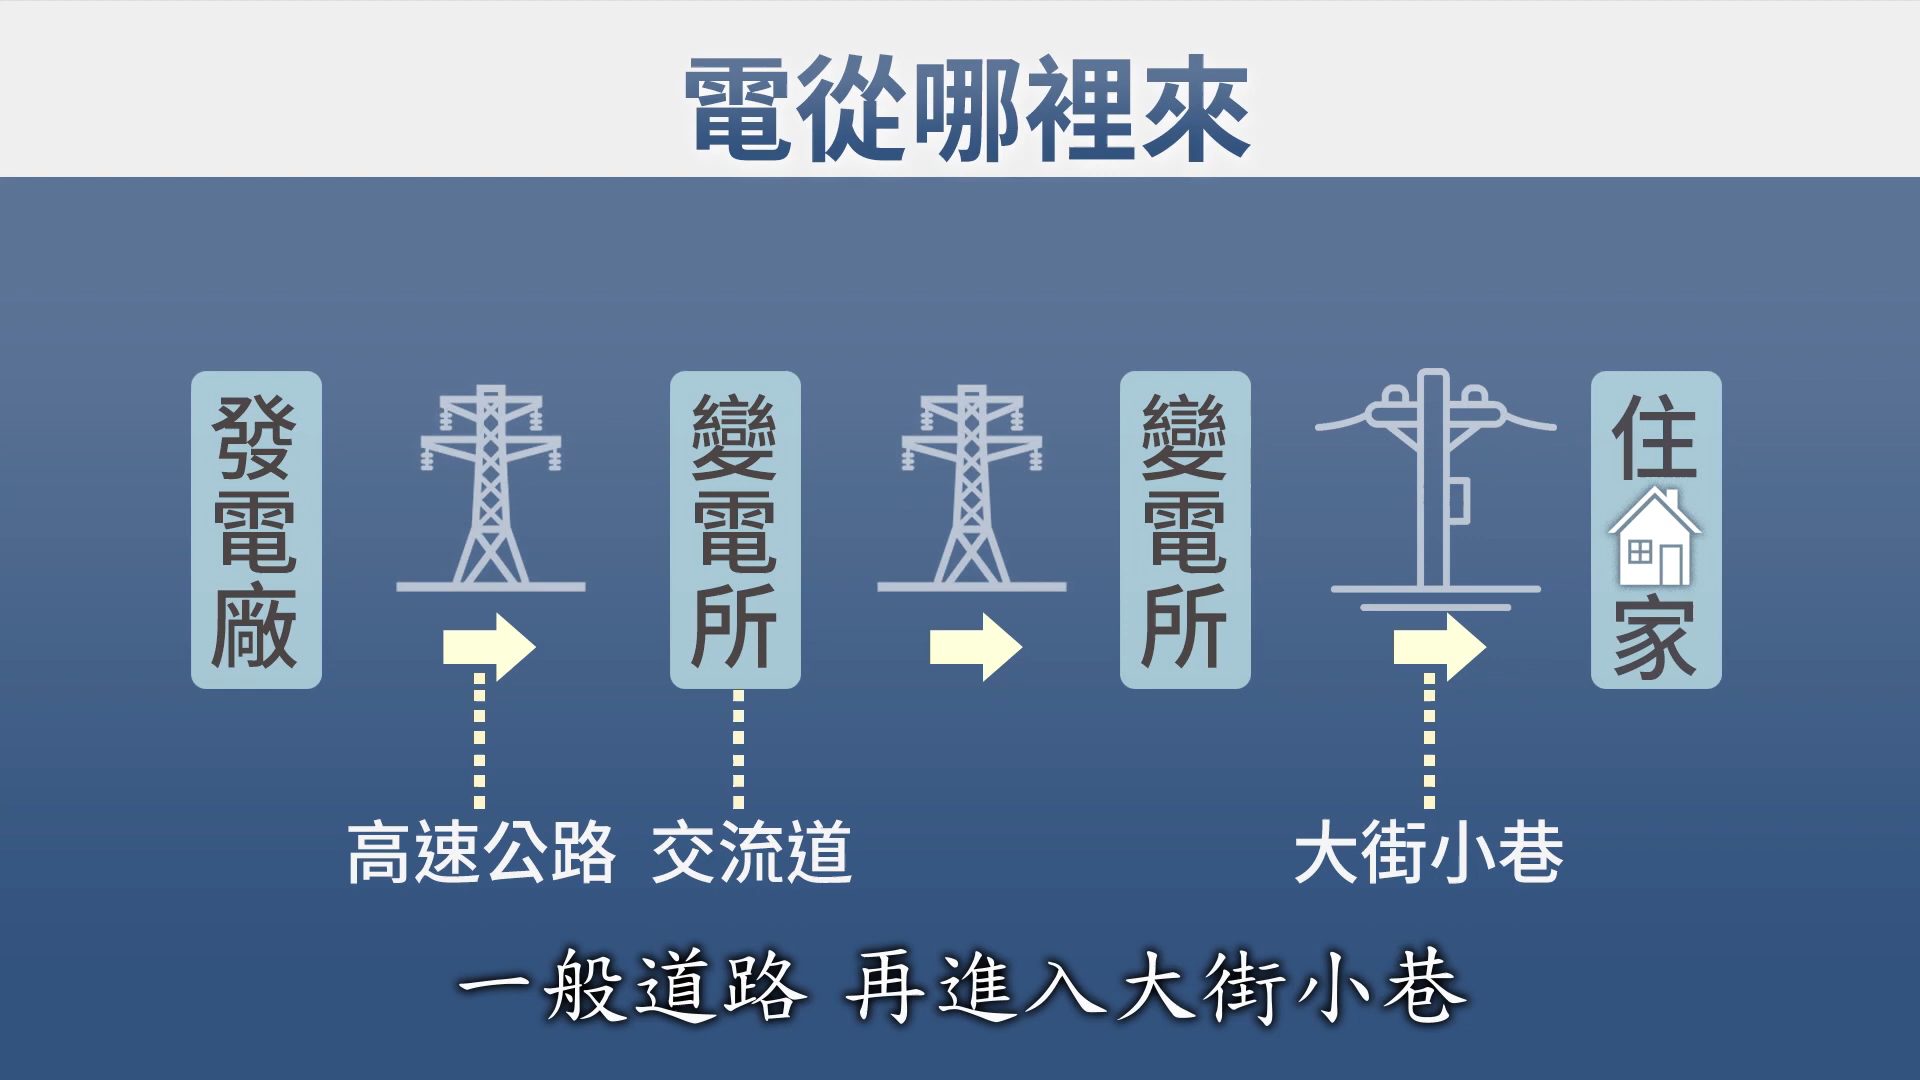 電從哪裡來
發電廠
變電所
變電所
住家
高速公路
交流道
大街小巷
一般道路 再進入大街小巷